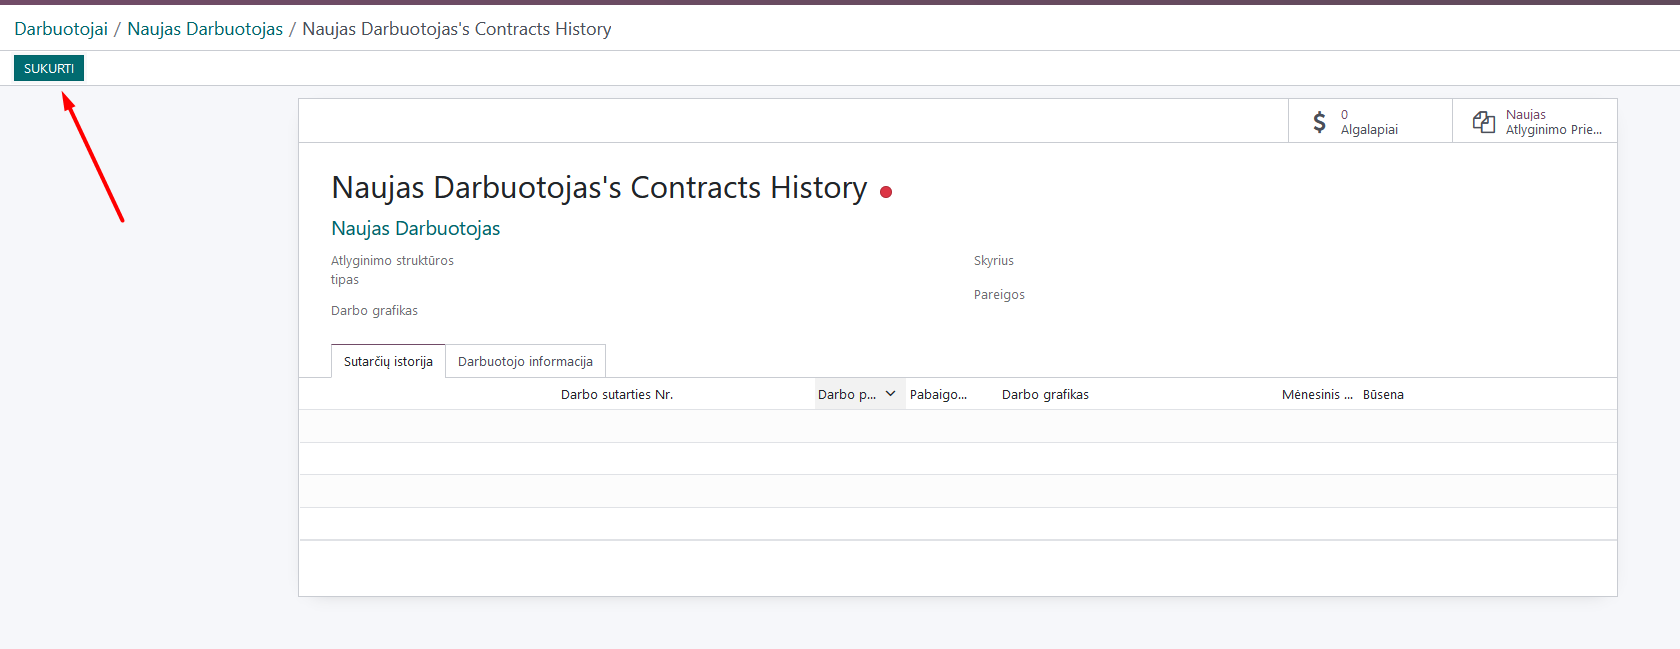 Darbuotojai / Naujas Darbuotojas / Naujas Darbuotojas's Contracts History
SUKURTI
$ 0 Algalapiai
Naujas
Atlyginimo Prie...
Naujas Darbuotojas's Contracts History
Naujas Darbuotojas
Atlyginimo struktūros
tipas
Skyrius
Pareigos
Darbo grafikas
Sutarčių istorija Darbuotojo informacija
Darbo sutarties Nr. Darbo p... Pabaigo... Darbo grafikas Mėnesinis ... Būsena